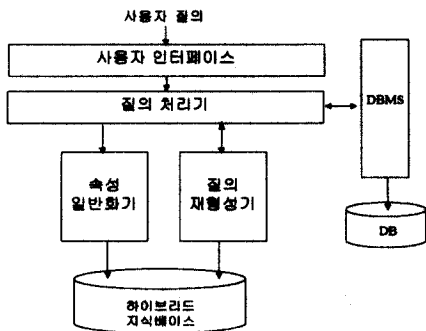 사용자 질의
사용자 인터페이스
질의 처리기
DBMS
속성
일반화기
질의
재형성기
DB
하이브리드
지식베이스